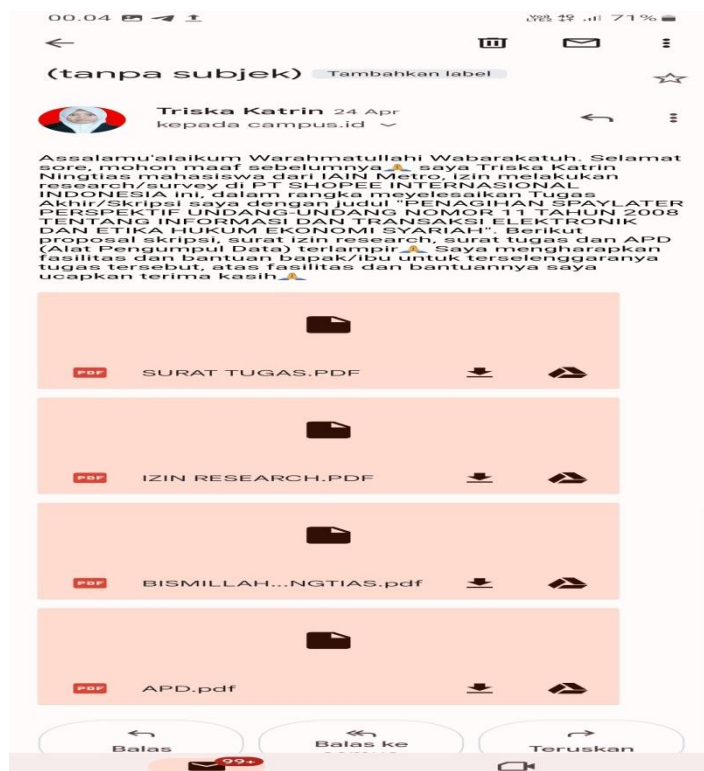 00.04 71%
(tanpa subjek) Tambahkan label
Triska Katrin 24 Apr
kepada campus.id
Assalamu'alaikum Warahmatullahi Wabarakatuh. Selamat
sore, mohon maaf sebelumnya🙏 saya Triska Katrin
Ningtias mahasiswa dari IAIN Metro, izin melakukan
research/survey di PT SHOPEE INTERNASIONAL
INDONESIA ini, dalam rangka meyelesaikan Tugas
Akhir/Skripsi saya dengan judul "PENAGIHAN SPAYLATER
PERSPEKTIF UNDANG-UNDANG NOMOR 11 TAHUN 2008
TENTANG INFORMASI DAN TRANSAKSI ELEKTRONIK
DAN ETIKA HUKUM EKONOMI SYARIAH". Berikut
proposal skripsi, surat izin research, surat tugas dan APD
(Alat Pengumpul Data) terlampir🙏 Saya mengharapkan
fasilitas dan bantuan bapak/ibu untuk terselenggaranya
tugas tersebut, atas fasilitas dan bantuannya saya
ucapkan terima kasih🙏
PDF SURAT TUGAS.PDF
PDF IZIN RESEARCH.PDF
PDF BISMILLAH...NGTIAS.pdf
PDF APD.pdf
Balas
Balas ke
Teruskan
99+